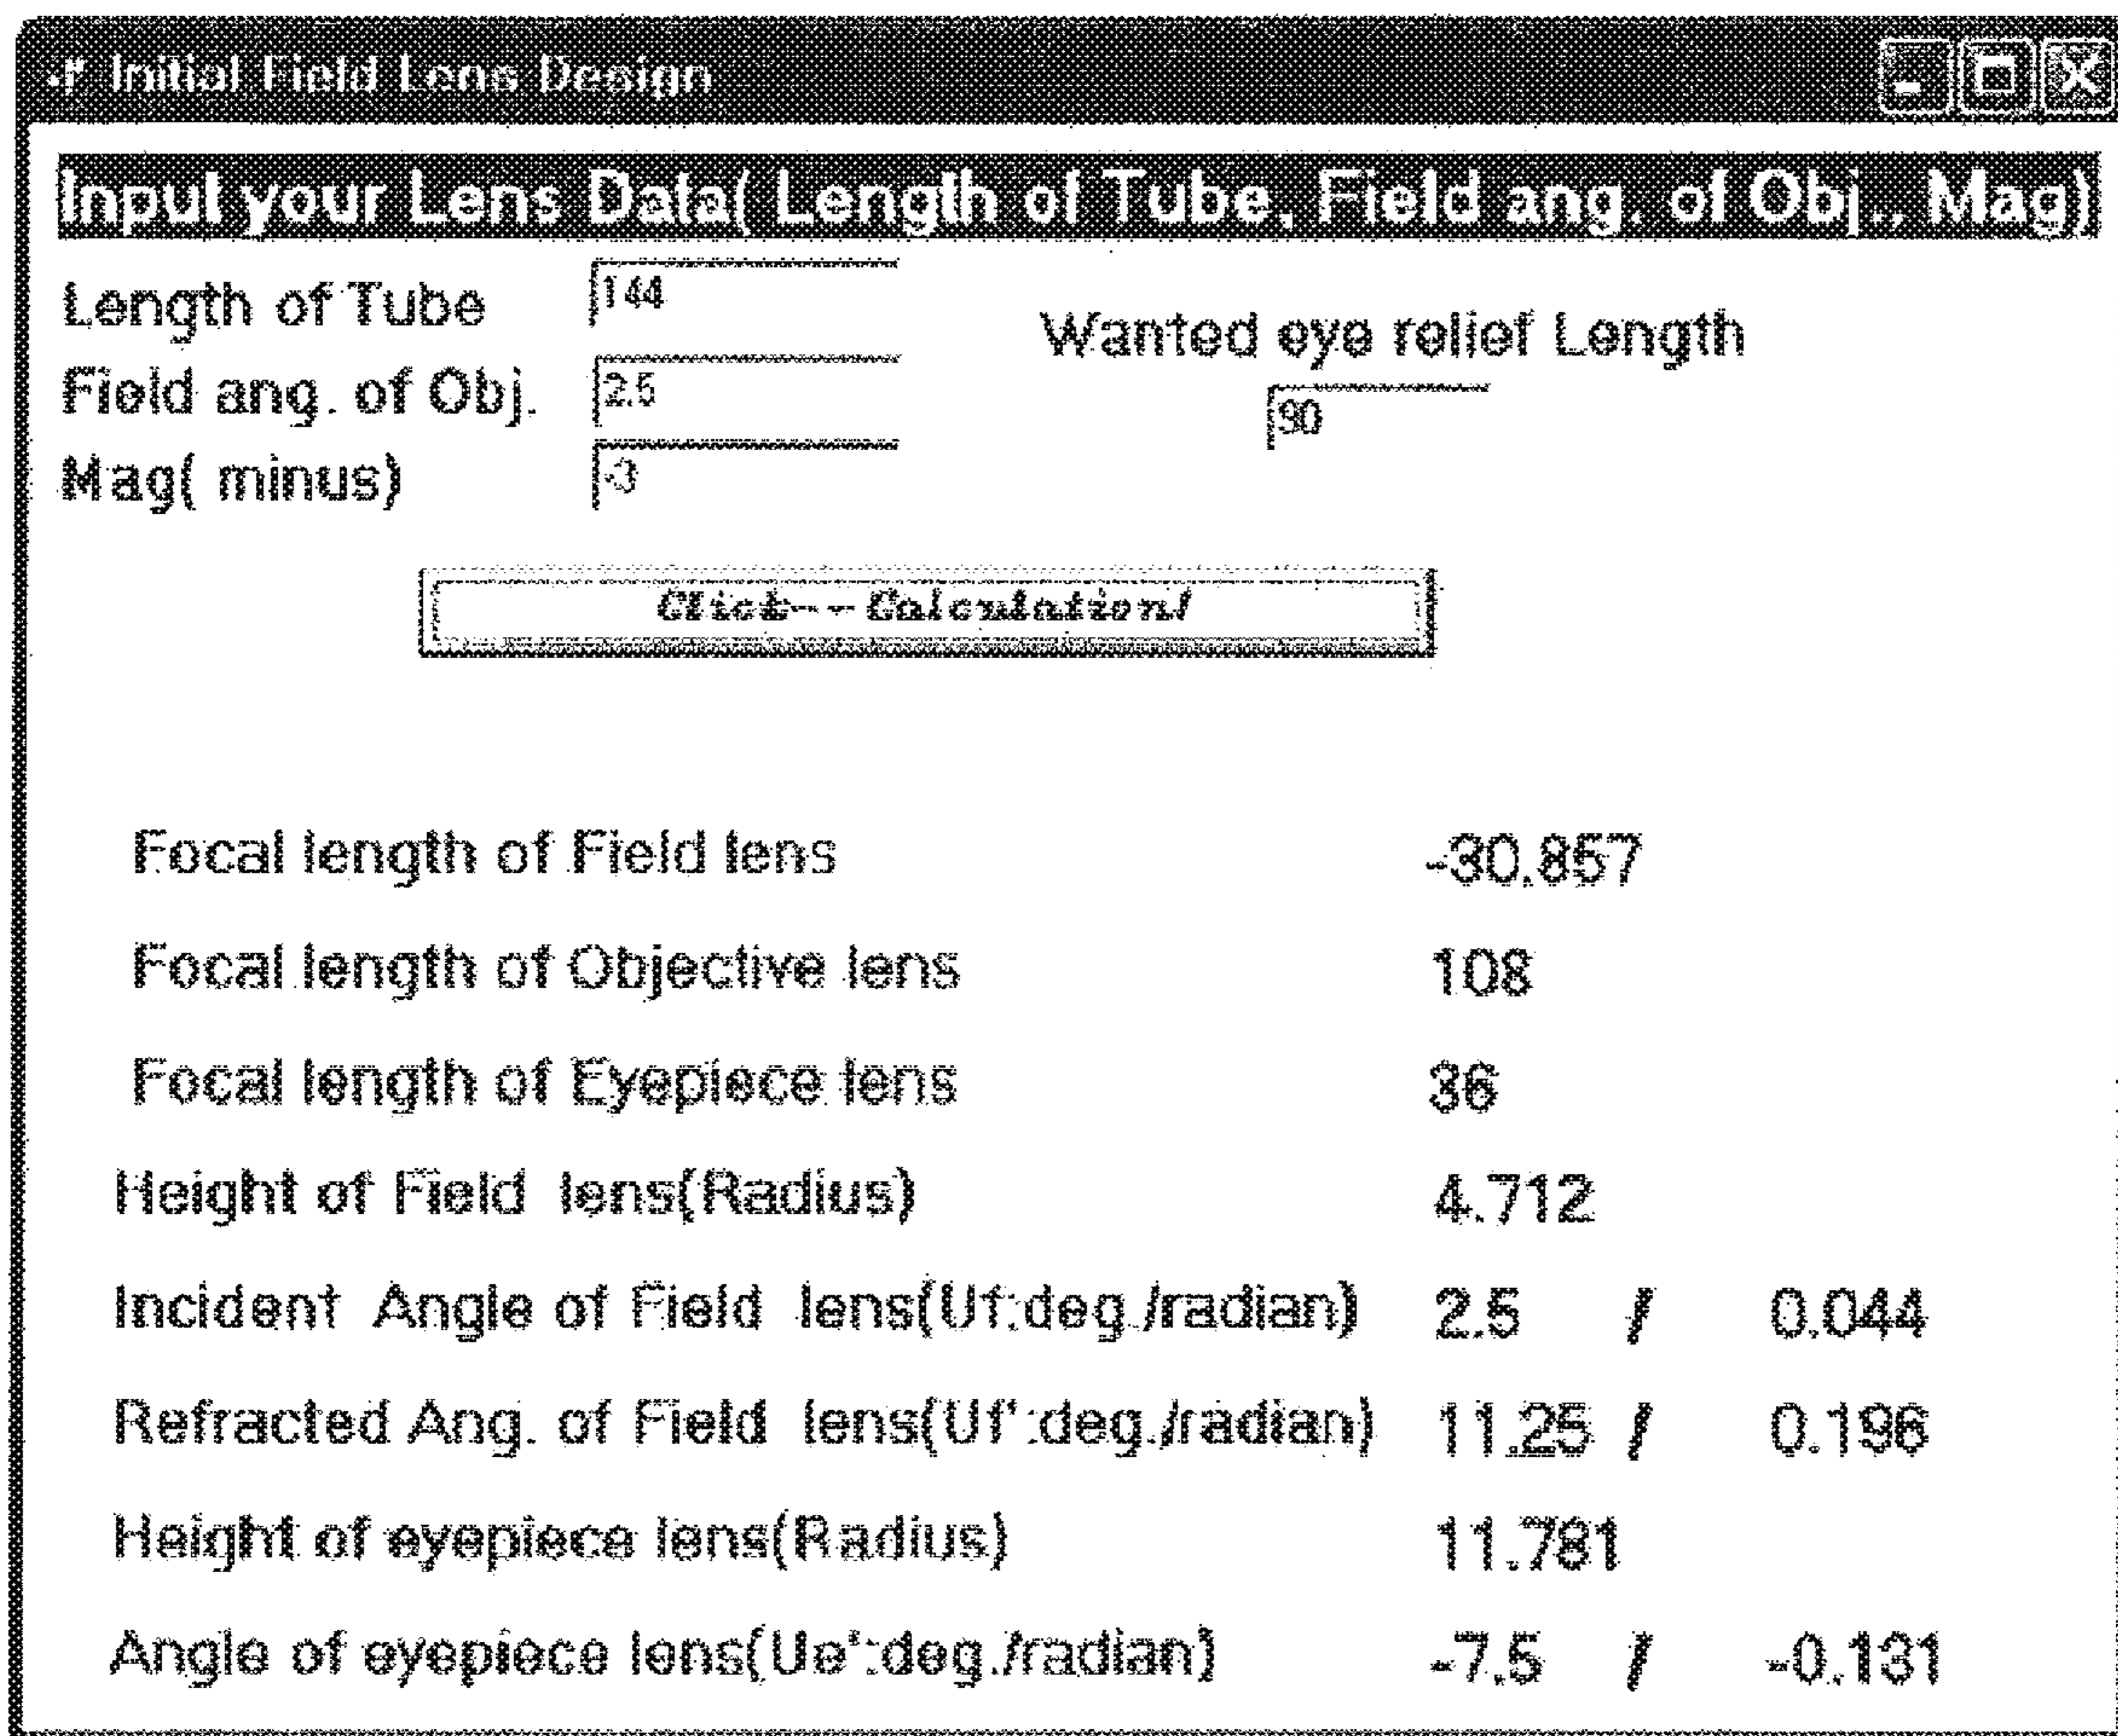 Initial Field Lens Design
Input your Lens Data( Length of Tube, Field ang. of Obj., Mag)
Length of Tube 144
Wanted eye relief Length
Field ang. of Obj. 2.5
90
Mag( minus) -3
Click--Calculation!
Focal length of Field lens -30.857
Focal length of Objective lens 108
Focal length of Eyepiece lens 36
Height of Field lens(Radius) 4.712
Incident Angle of Field lens(Uf:deg./radian) 2.5 / 0.044
Refracted Ang. of Field lens(Uf':deg./radian) 11.25 / 0.196
Height of eyepiece lens(Radius) 11.781
Angle of eyepiece lens(Ue':deg./radian) -7.5 / -0.131